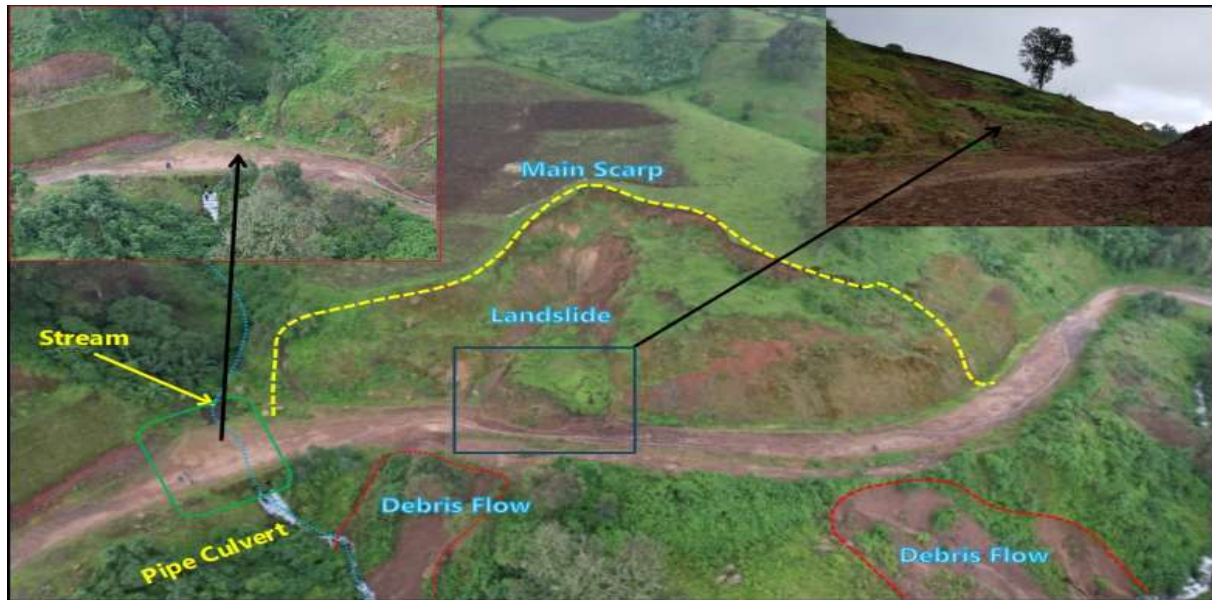 Main Scarp
Landslide
Stream
Debris Flow
Pipe Culvert
Debris Flow